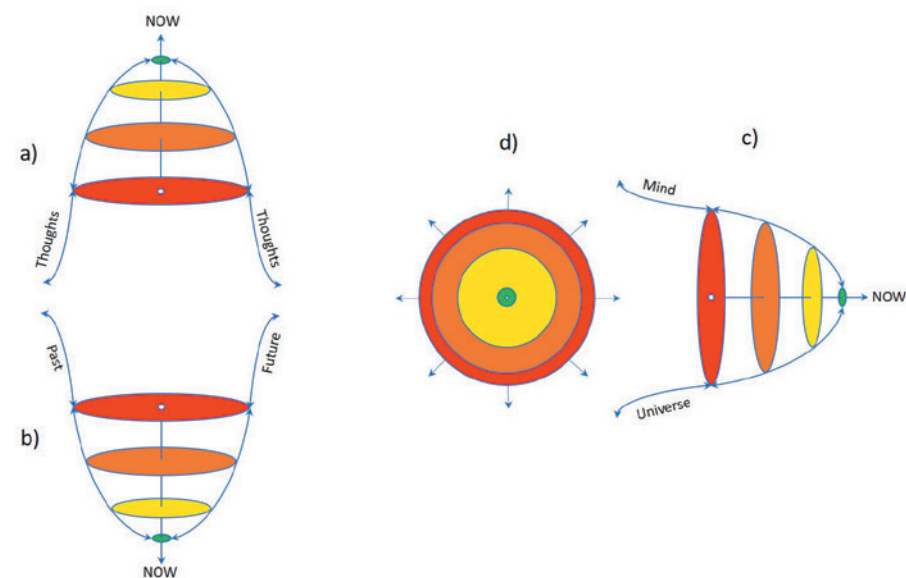 NOW
a)
Thoughts
Thoughts
Past
Future
b)
NOW
d)
c)
Mind
NOW
Universe